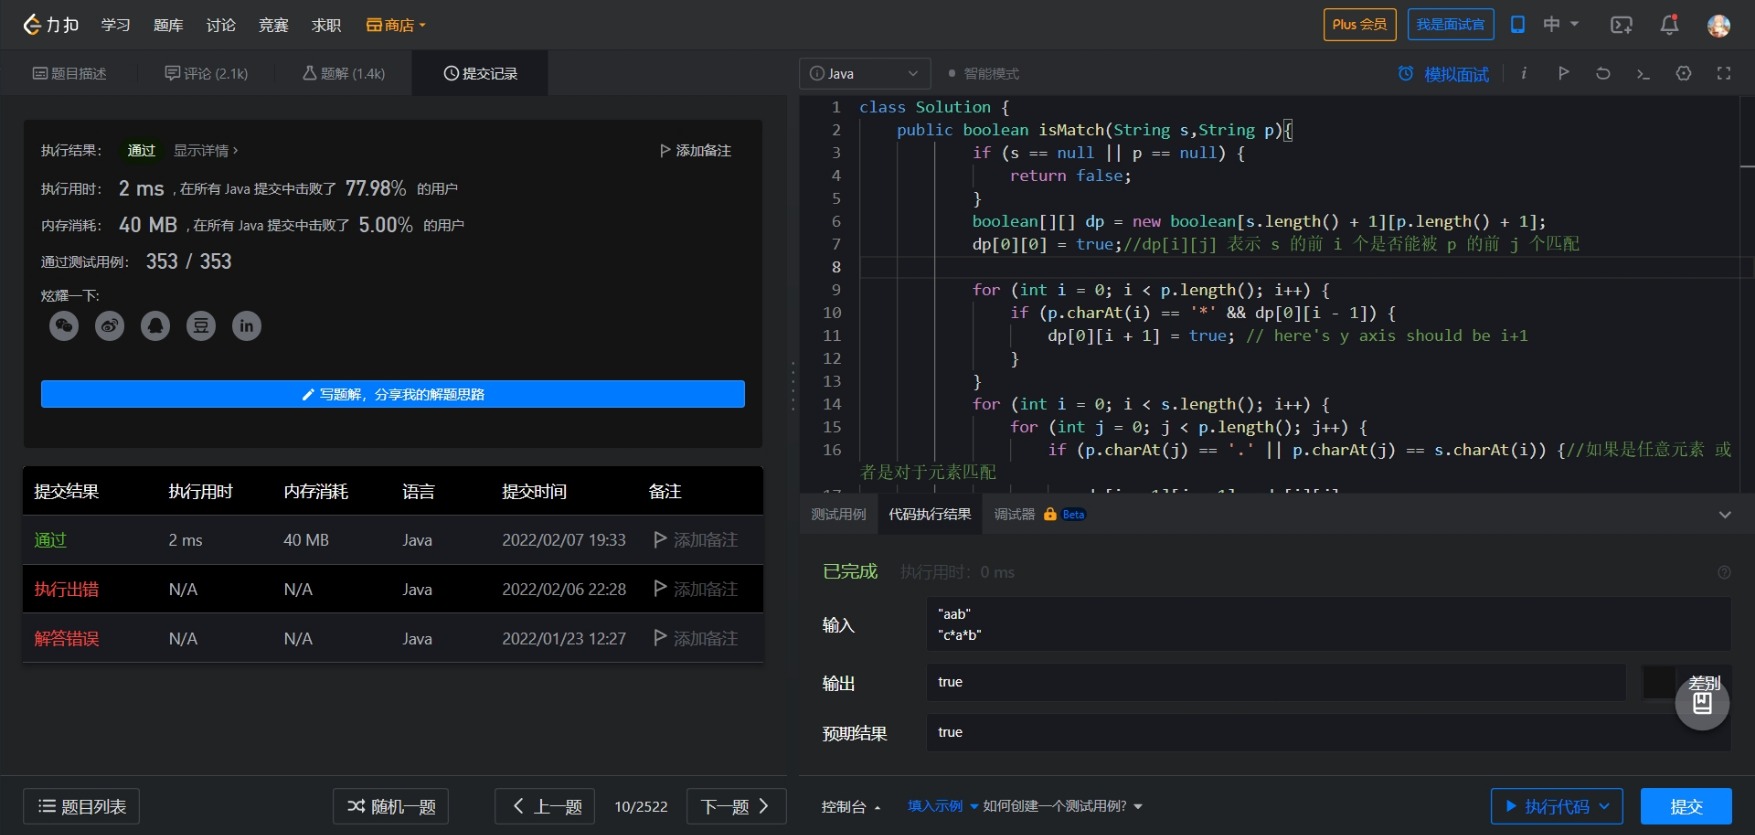 力扣 学习 题库 讨论 竞赛 求职 商店 Plus 会员 我是面试官 中
题目描述 评论 (2.1k) 题解 (1.4k) 提交记录
执行结果： 通过 显示详情 > 添加备注
执行用时： 2 ms , 在所有 Java 提交中击败了 77.98% 的用户
内存消耗： 40 MB , 在所有 Java 提交中击败了 5.00% 的用户
通过测试用例： 353 / 353
炫耀一下:
写题解，分享我的解题思路
提交结果 执行用时 内存消耗 语言 提交时间 备注
通过 2 ms 40 MB Java 2022/02/07 19:33 添加备注
执行出错 N/A N/A Java 2022/02/06 22:28 添加备注
解答错误 N/A N/A Java 2022/01/23 12:27 添加备注
题目列表 随机一题 上一题 10/2522 下一题
Java 智能模式 模拟面试 i
1 class Solution {
2 public boolean isMatch(String s,String p){
3 if (s == null || p == null) {
4 return false;
5 }
6 boolean[][] dp = new boolean[s.length() + 1][p.length() + 1];
7 dp[0][0] = true;//dp[i][j] 表示 s 的前 i 个是否能被 p 的前 j 个匹配
8
9 for (int i = 0; i < p.length(); i++) {
10 if (p.charAt(i) == '*' && dp[0][i - 1]) {
11 dp[0][i + 1] = true; // here's y axis should be i+1
12 }
13 }
14 for (int i = 0; i < s.length(); i++) {
15 for (int j = 0; j < p.length(); j++) {
16 if (p.charAt(j) == '.' || p.charAt(j) == s.charAt(i)) {//如果是任意元素 或
者是对于元素匹配
测试用例 代码执行结果 调试器 Beta
已完成 执行用时：0 ms
输入
"aab"
"c*a*b"
输出 true 差别
预期结果 true
控制台 填入示例 如何创建一个测试用例? 执行代码 提交